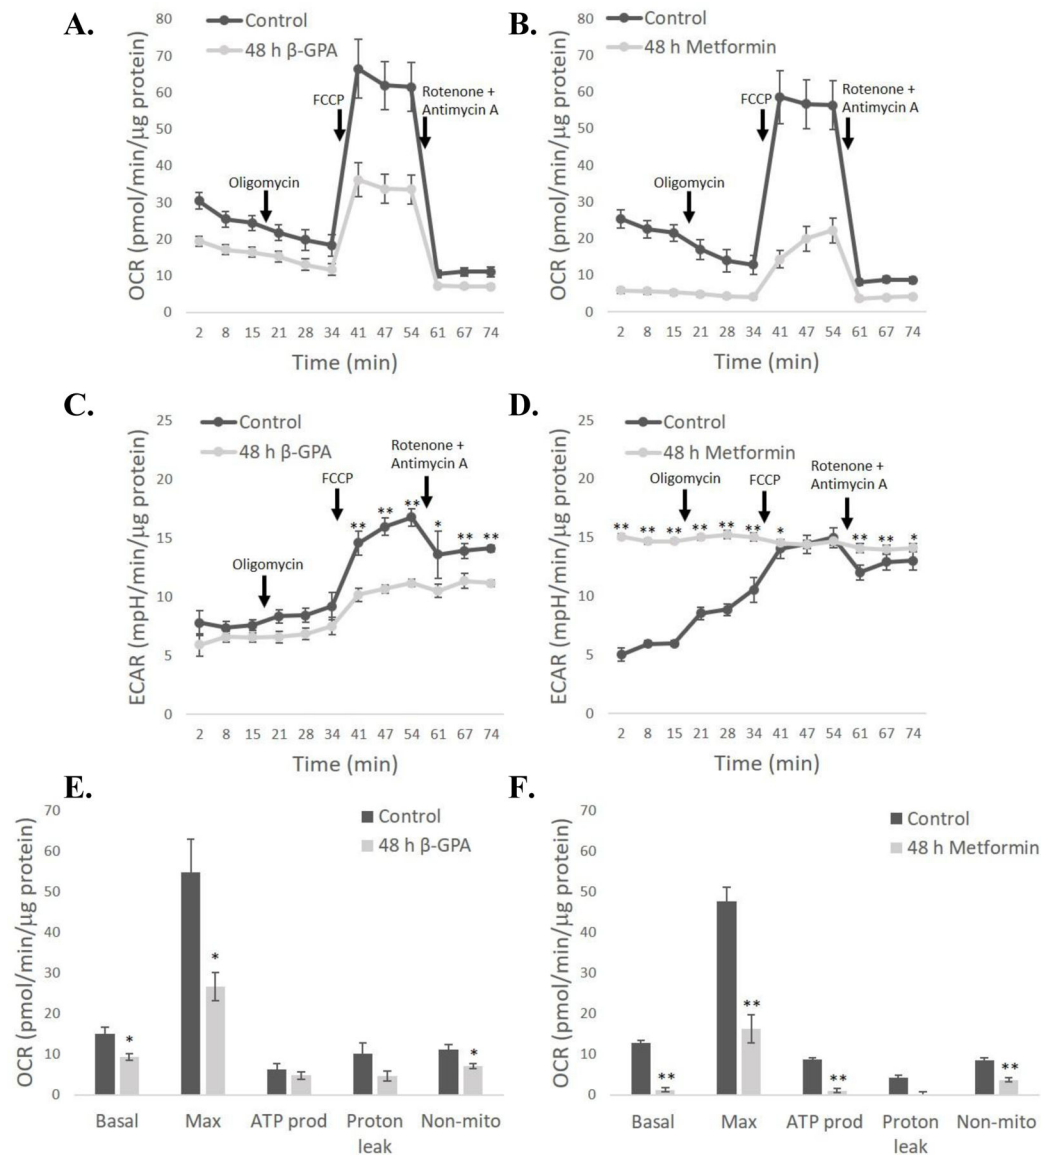 A.
Control
48 h β-GPA
OCR (pmol/min/µg protein)
80
70
60
50
40
30
20
10
0
Oligomycin
FCCP
Rotenone +
Antimycin A
2 8 15 21 28 34 41 47 54 61 67 74
Time (min)
B.
Control
48 h Metformin
OCR (pmol/min/µg protein)
80
70
60
50
40
30
20
10
0
Oligomycin
FCCP
Rotenone +
Antimycin A
2 8 15 21 28 34 41 47 54 61 67 74
Time (min)
C.
Control
48 h β-GPA
ECAR (mpH/min/µg protein)
25
20
15
10
5
0
Oligomycin
FCCP
Rotenone +
Antimycin A
** ** ** * ** **
2 8 15 21 28 34 41 47 54 61 67 74
Time (min)
D.
Control
48 h Metformin
ECAR (mpH/min/µg protein)
25
20
15
10
5
0
Oligomycin
FCCP
Rotenone +
Antimycin A
** ** ** ** ** ** * ** ** *
2 8 15 21 28 34 41 47 54 61 67 74
Time (min)
E.
Control
48 h β-GPA
OCR (pmol/min/µg protein)
70
60
50
40
30
20
10
0
* * *
Basal Max ATP prod Proton leak Non-mito
F.
Control
48 h Metformin
OCR (pmol/min/µg protein)
70
60
50
40
30
20
10
0
** ** ** **
Basal Max ATP prod Proton leak Non-mito